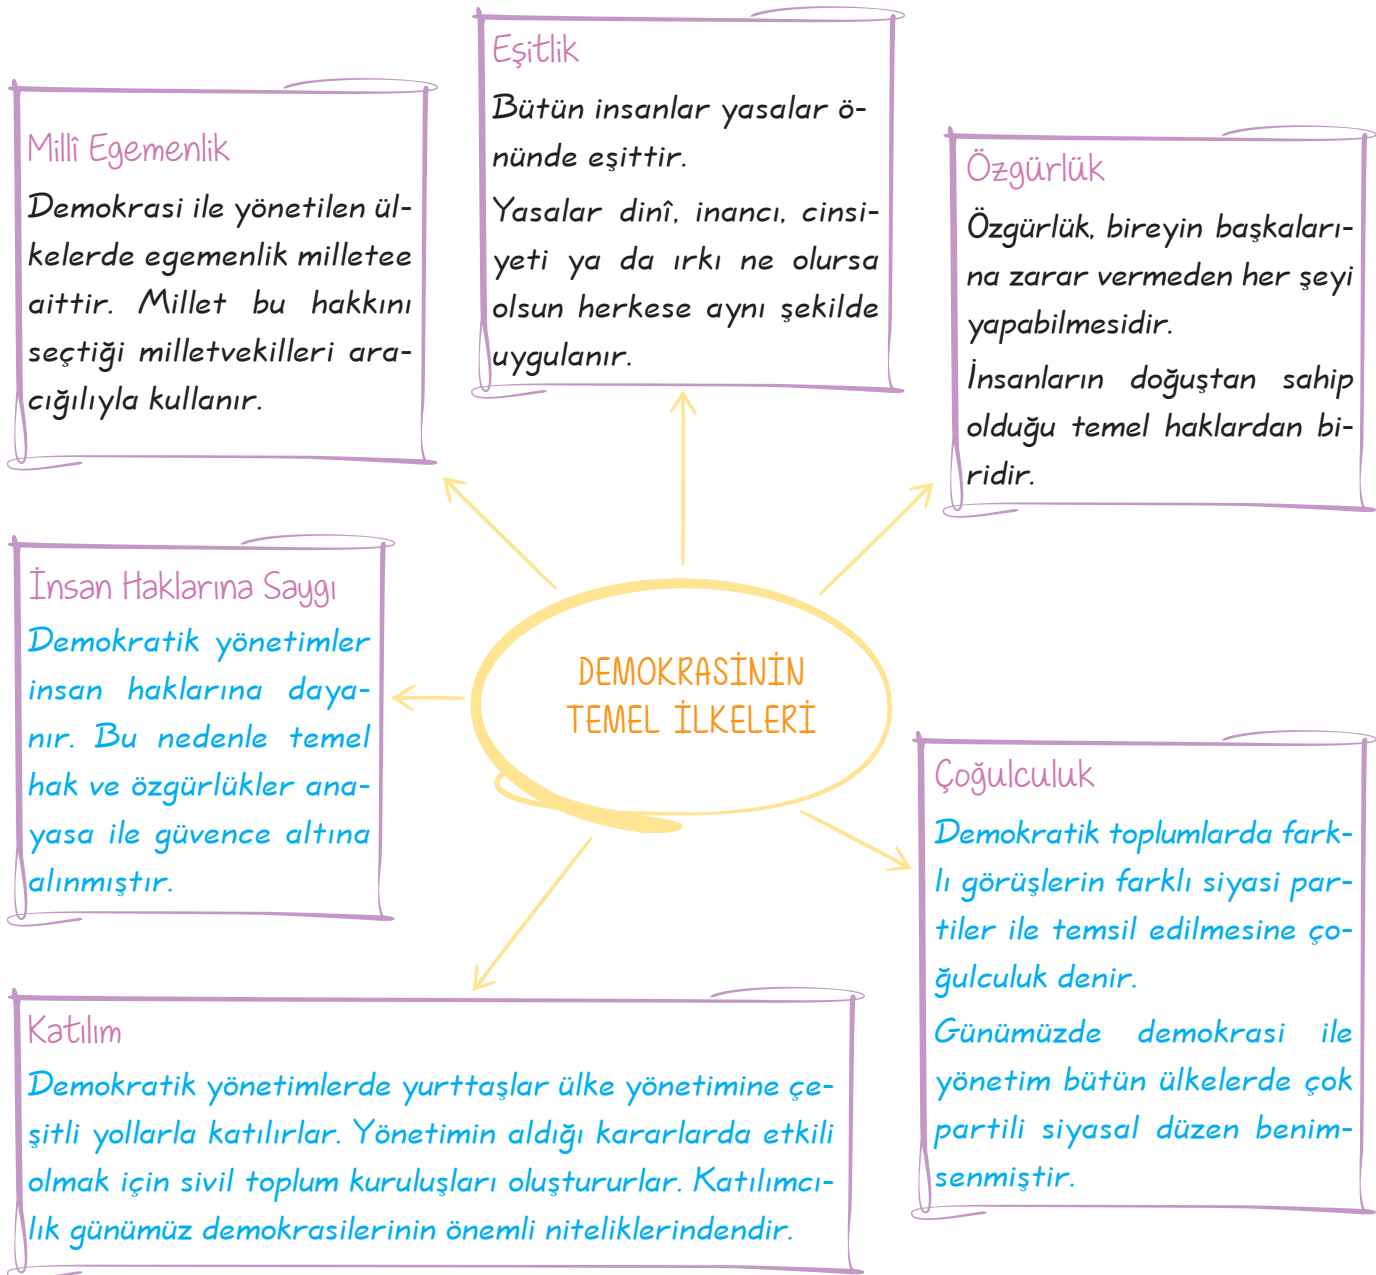 Eşitlik
Bütün insanlar yasalar ö-
nünde eşittir.
Yasalar dinî, inancı, cinsi-
yeti ya da ırkı ne olursa
olsun herkese aynı şekilde
uygulanır.
Millî Egemenlik
Demokrasi ile yönetilen ül-
kelerde egemenlik milletee
aittir. Millet bu hakkını
seçtiği milletvekilleri ara-
cığılıyla kullanır.
Özgürlük
Özgürlük, bireyin başkaları-
na zarar vermeden her şeyi
yapabilmesidir.
İnsanların doğuştan sahip
olduğu temel haklardan bi-
ridir.
İnsan Haklarına Saygı
Demokratik yönetimler
insan haklarına daya-
nır. Bu nedenle temel
hak ve özgürlükler ana-
yasa ile güvence altına
alınmıştır.
DEMOKRASİNİN
TEMEL İLKELERİ
Çoğulculuk
Demokratik toplumlarda fark-
lı görüşlerin farklı siyasi par-
tiler ile temsil edilmesine ço-
ğulculuk denir.
Günümüzde demokrasi ile
yönetim bütün ülkelerde çok
partili siyasal düzen benim-
senmiştir.
Katılım
Demokratik yönetimlerde yurttaşlar ülke yönetimine çe-
şitli yollarla katılırlar. Yönetimin aldığı kararlarda etkili
olmak için sivil toplum kuruluşları oluştururlar. Katılımcı-
lık günümüz demokrasilerinin önemli niteliklerindendir.